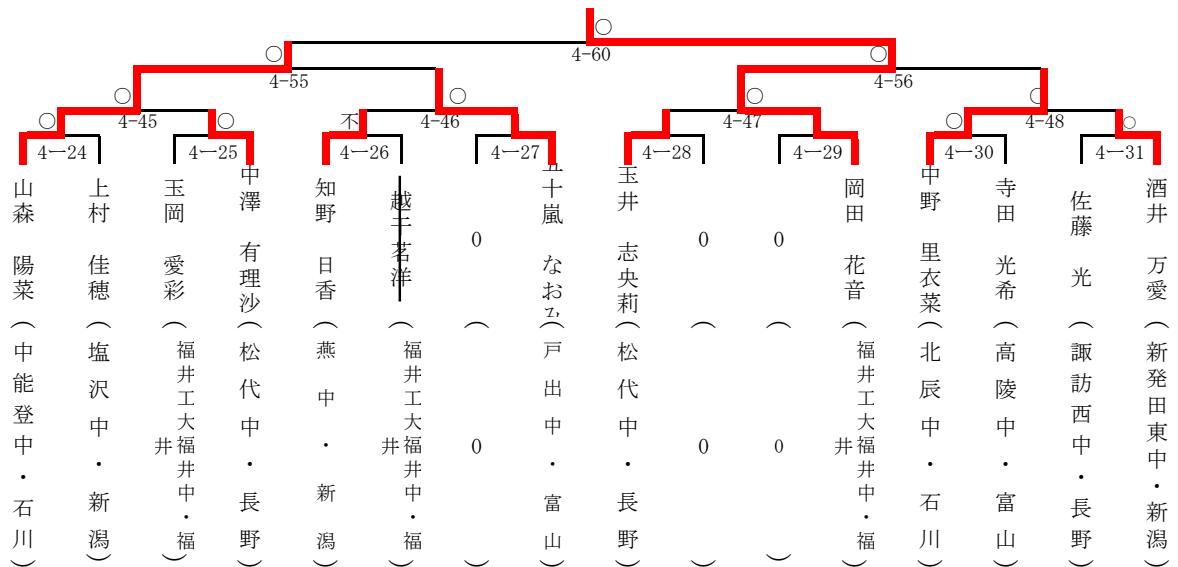 ○
4-60
○
○
4-55
4-56
○
○
○
○
○
○
不
○
○
4-45
4-46
4-47
4-48
4ー24
4ー25
4ー26
4ー27
4ー28
4ー29
4ー30
4ー31
山森 陽菜 (中能登中・石川)
上村 佳穂 (塩沢中・新潟)
玉岡 愛彩 (福井工大福井中・福井)
中澤 有理沙 (松代中・長野)
知野 日香 (燕中・新潟)
越干茗洋 (福井工大福井中・福井)
0 ( 0 )
五十嵐 なおみ (戸出中・富山)
玉井 志央莉 (松代中・長野)
0 ( 0 )
0 ( 0 )
岡田 花音 (福井工大福井中・福井)
中野 里衣菜 (北辰中・石川)
寺田 光希 (高陵中・富山)
佐藤 光 (諏訪西中・長野)
酒井 万愛 (新発田東中・新潟)